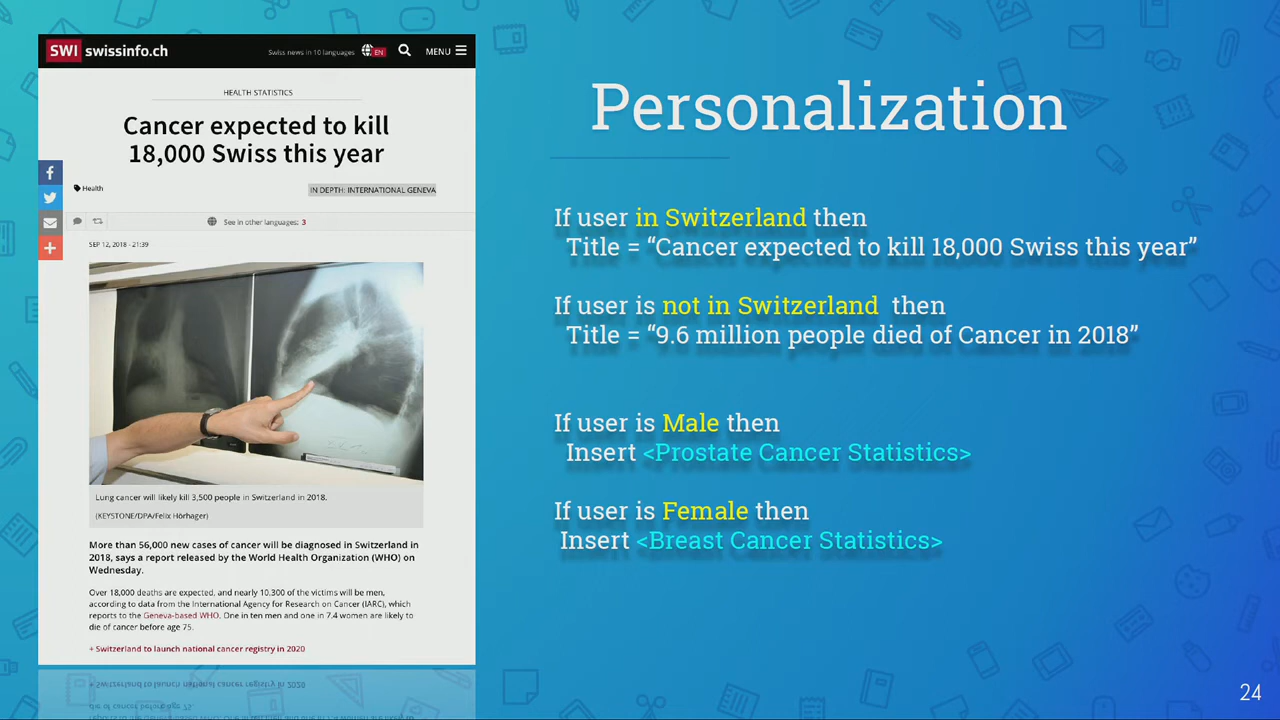 SWI swissinfo.ch
Swiss news in 10 languages
EN
MENU
HEALTH STATISTICS
Cancer expected to kill
18,000 Swiss this year
Health
IN DEPTH: INTERNATIONAL GENEVA
See in other languages: 3
SEP 12, 2018 - 21:39
Lung cancer will likely kill 3,500 people in Switzerland in 2018.
(KEYSTONE/DPA/Felix Hörhager)
More than 56,000 new cases of cancer will be diagnosed in Switzerland in
2018, says a report released by the World Health Organization (WHO) on
Wednesday.
Over 18,000 deaths are expected, and nearly 10,300 of the victims will be men,
according to data from the International Agency for Research on Cancer (IARC), which
reports to the Geneva-based WHO. One in ten men and one in 7.4 women are likely to
die of cancer before age 75.
+ Switzerland to launch national cancer registry in 2020
Personalization
If user in Switzerland then
Title = “Cancer expected to kill 18,000 Swiss this year”
If user is not in Switzerland then
Title = “9.6 million people died of Cancer in 2018”
If user is Male then
Insert <Prostate Cancer Statistics>
If user is Female then
Insert <Breast Cancer Statistics>
24